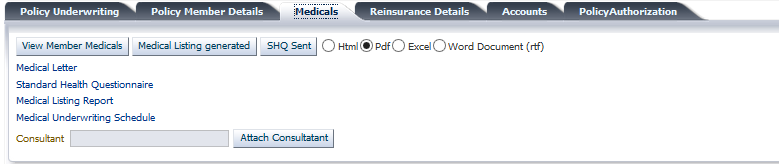 Policy Underwriting Policy Member Details Medicals Reinsurance Details Accounts PolicyAuthorization
View Member Medicals Medical Listing generated SHQ Sent Html Pdf Excel Word Document (rtf)
Medical Letter
Standard Health Questionnaire
Medical Listing Report
Medical Underwriting Schedule
Consultant Attach Consultatant